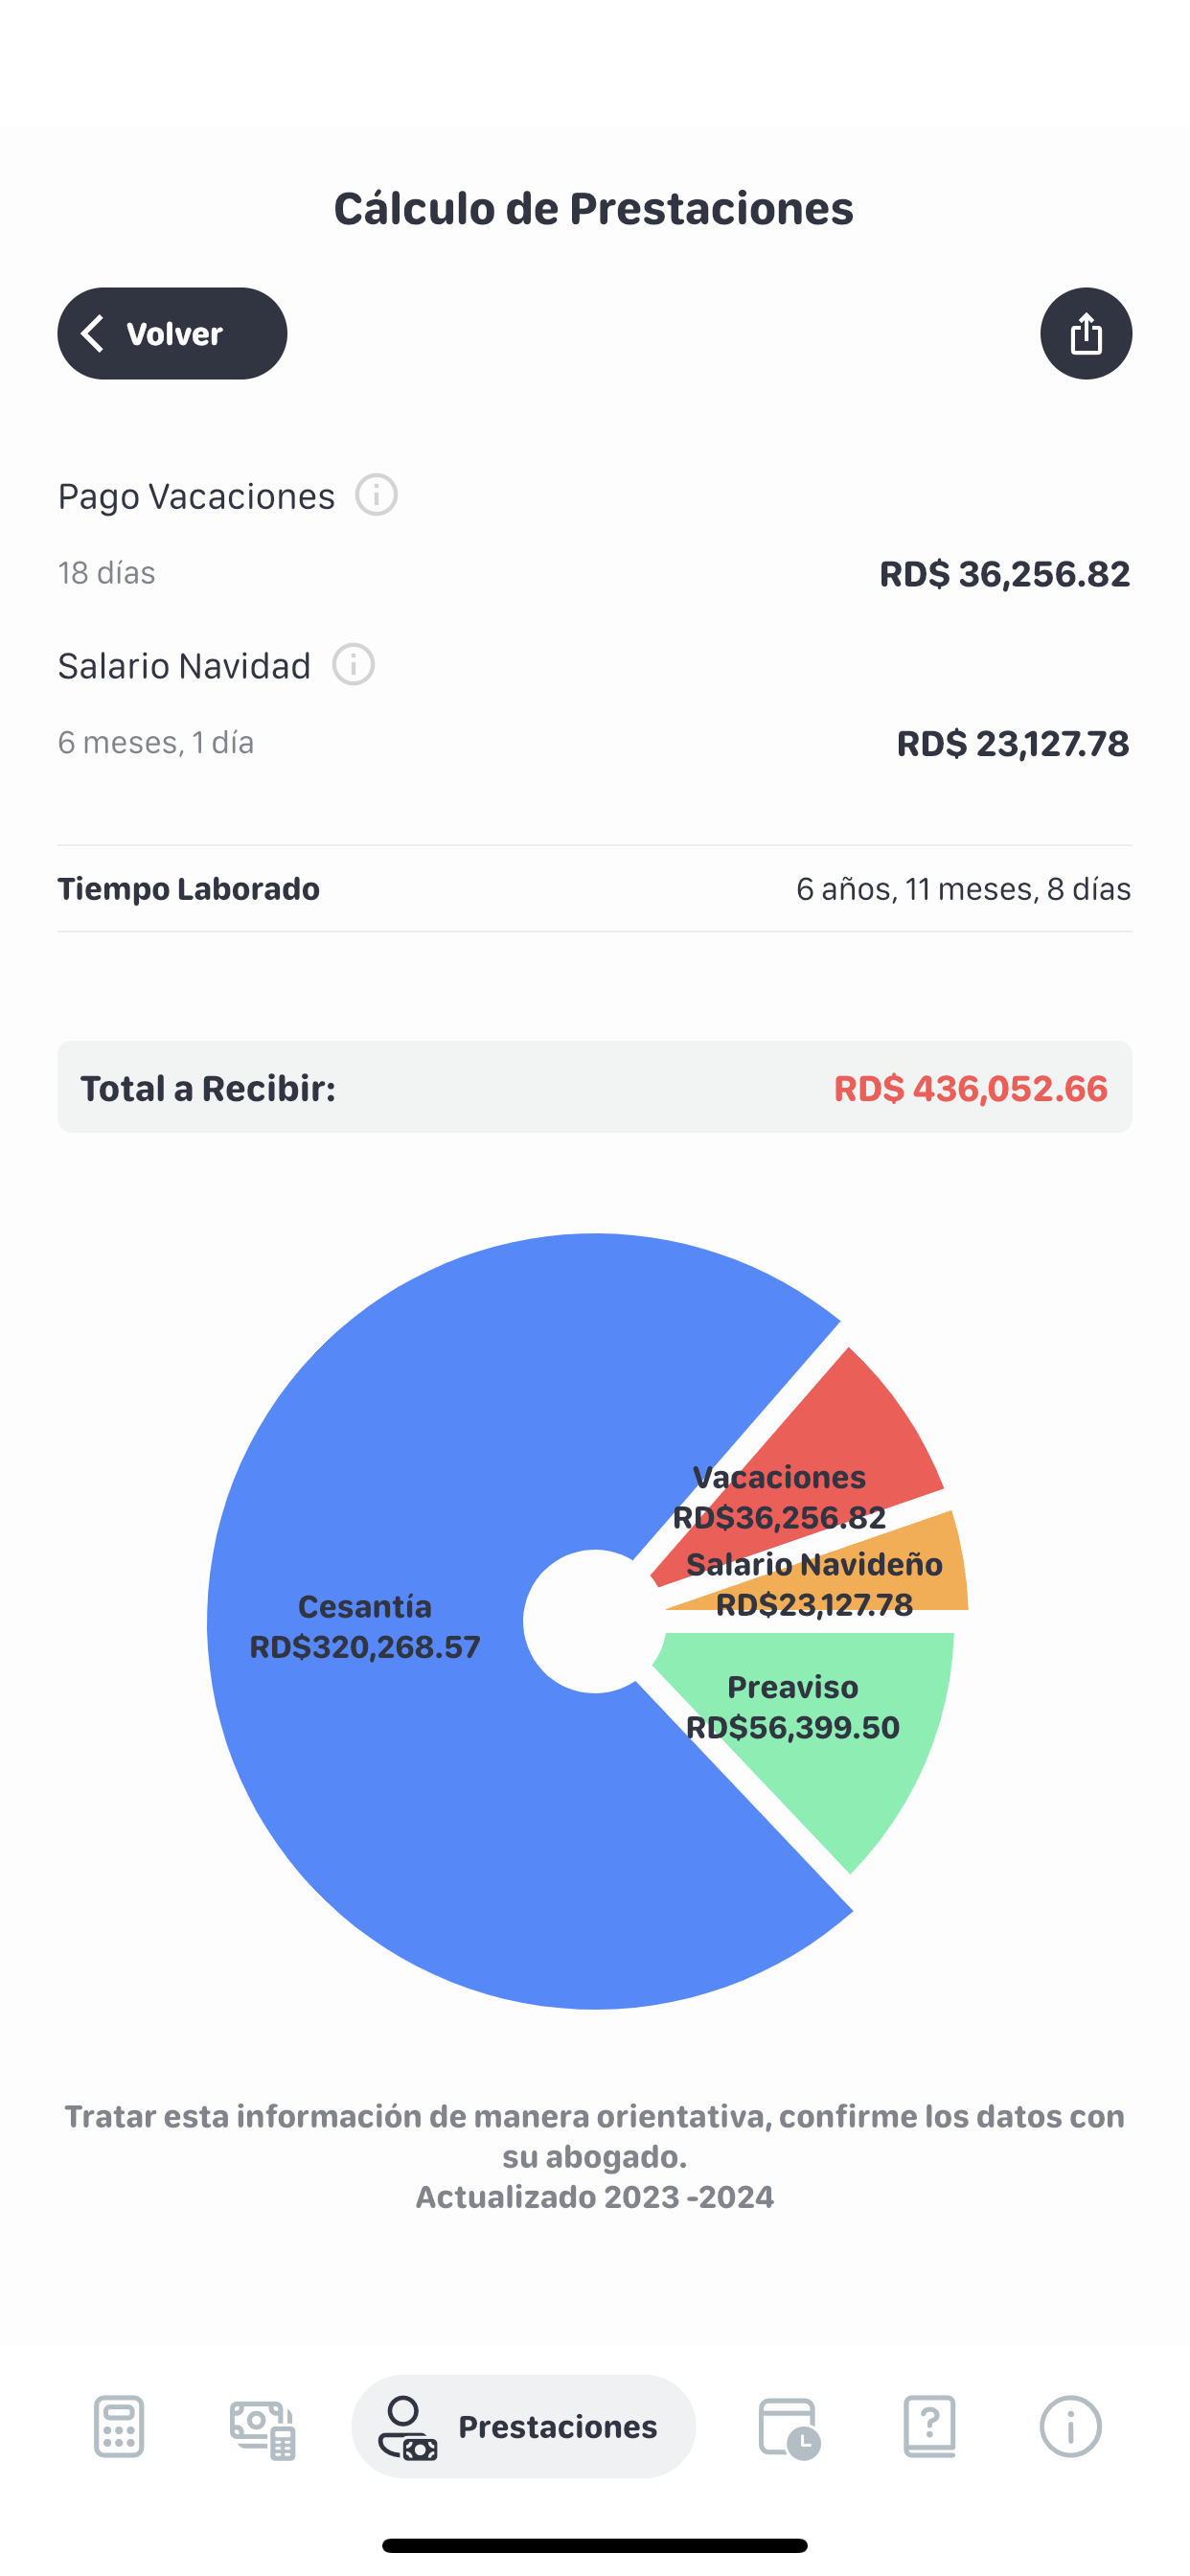 Cálculo de Prestaciones
Volver
Pago Vacaciones
18 días
RD$ 36,256.82
Salario Navidad
6 meses, 1 día
RD$ 23,127.78
Tiempo Laborado
6 años, 11 meses, 8 días
Total a Recibir:
RD$ 436,052.66
Vacaciones
RD$36,256.82
Salario Navideño
RD$23,127.78
Cesantía
RD$320,268.57
Preaviso
RD$56,399.50
Tratar esta información de manera orientativa, confirme los datos con
su abogado.
Actualizado 2023 -2024
Prestaciones